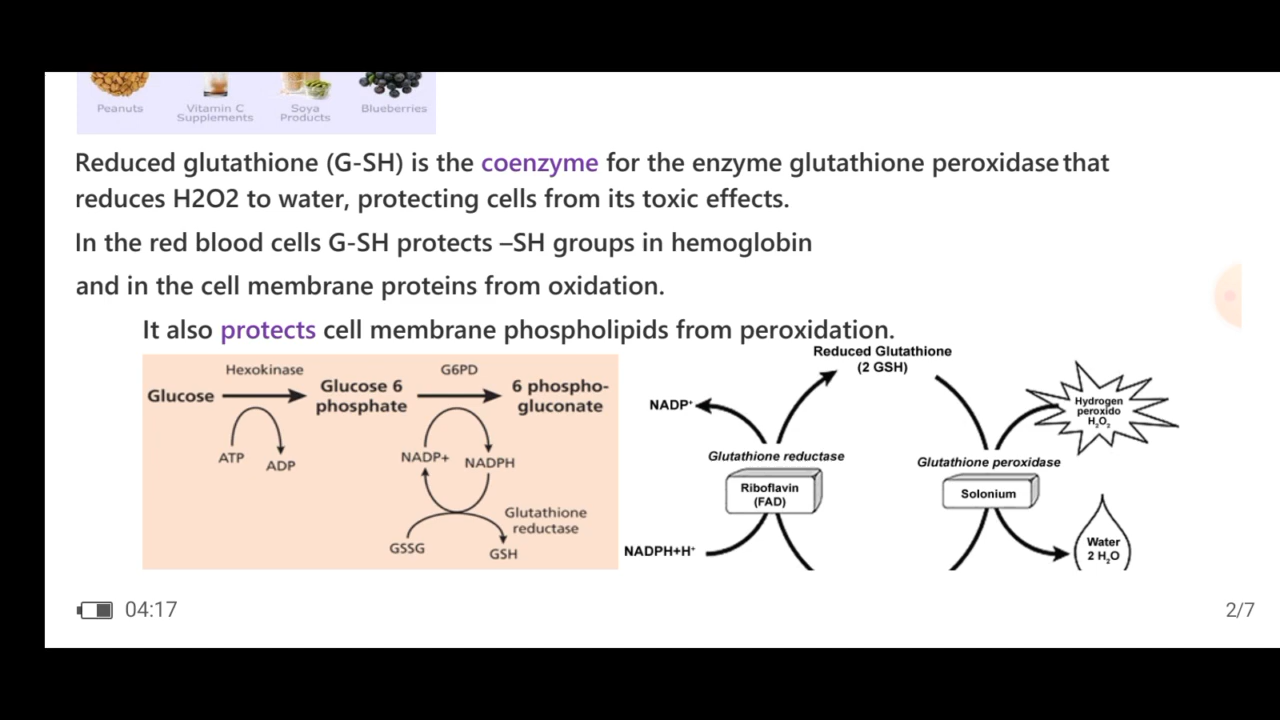 Peanuts
Vitamin C
Supplements
Soya
Products
Blueberries
Reduced glutathione (G-SH) is the coenzyme for the enzyme glutathione peroxidase that
reduces H2O2 to water, protecting cells from its toxic effects.
In the red blood cells G-SH protects –SH groups in hemoglobin
and in the cell membrane proteins from oxidation.
It also protects cell membrane phospholipids from peroxidation.
Hexokinase
G6PD
Glucose
Glucose 6
phosphate
6 phospho-
gluconate
ATP
ADP
NADP+
NADPH
Glutathione
reductase
GSSG
GSH
Reduced Glutathione
(2 GSH)
NADP⁺
Hydrogen
peroxido
H₂O₂
Glutathione reductase
Glutathione peroxidase
Riboflavin
(FAD)
Solonium
NADPH+H⁺
Water
2 H₂O
04:17
2/7